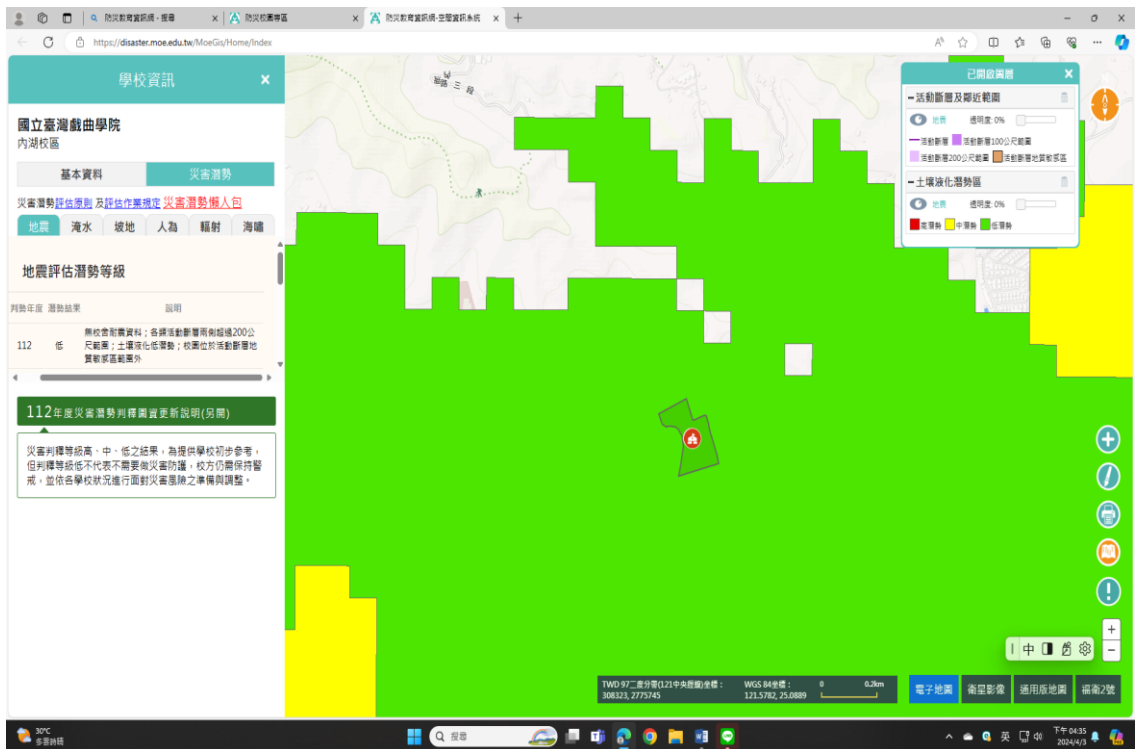 防災教育資訊網 - 搜尋
防災校園專區
防災教育資訊網-空間資訊系統
https://disaster.moe.edu.tw/MoeGis/Home/Index
學校資訊
國立臺灣戲曲學院
內湖校區
基本資料
災害潛勢
災害潛勢評估原則 及評估作業規定 災害潛勢懶人包
地震 淹水 坡地 人為 輻射 海嘯
地震評估潛勢等級
判斷年度 潛勢結果 說明
112 低 無校舍耐震資料；各類活動斷層兩側超過200公尺範圍；土壤液化低潛勢；校園位於活動斷層地質敏感區範圍外
112年度災害潛勢判釋圖資更新說明(另開)
災害判釋等級高、中、低之結果，為提供學校初步參考，
但判釋等級低不代表不需要做災害防護，校方仍需保持警
戒，並依各學校狀況進行面對災害風險之準備與調整。
三段
已開啟圖層
活動斷層及鄰近範圍
地震 透明度: 0%
活動斷層 活動斷層100公尺範圍
活動斷層200公尺範圍 活動斷層地質敏感區
土壤液化潛勢區
地震 透明度: 0%
高潛勢 中潛勢 低潛勢
中
TWD 97二度分帶(121中央經線)坐標：
308323, 2775745
WGS 84坐標：
121.5782, 25.0889
0 0.2km
電子地圖 衛星影像 通用版地圖 福衛2號
30°C
多雲時晴
搜尋
英
下午 04:35
2024/4/3